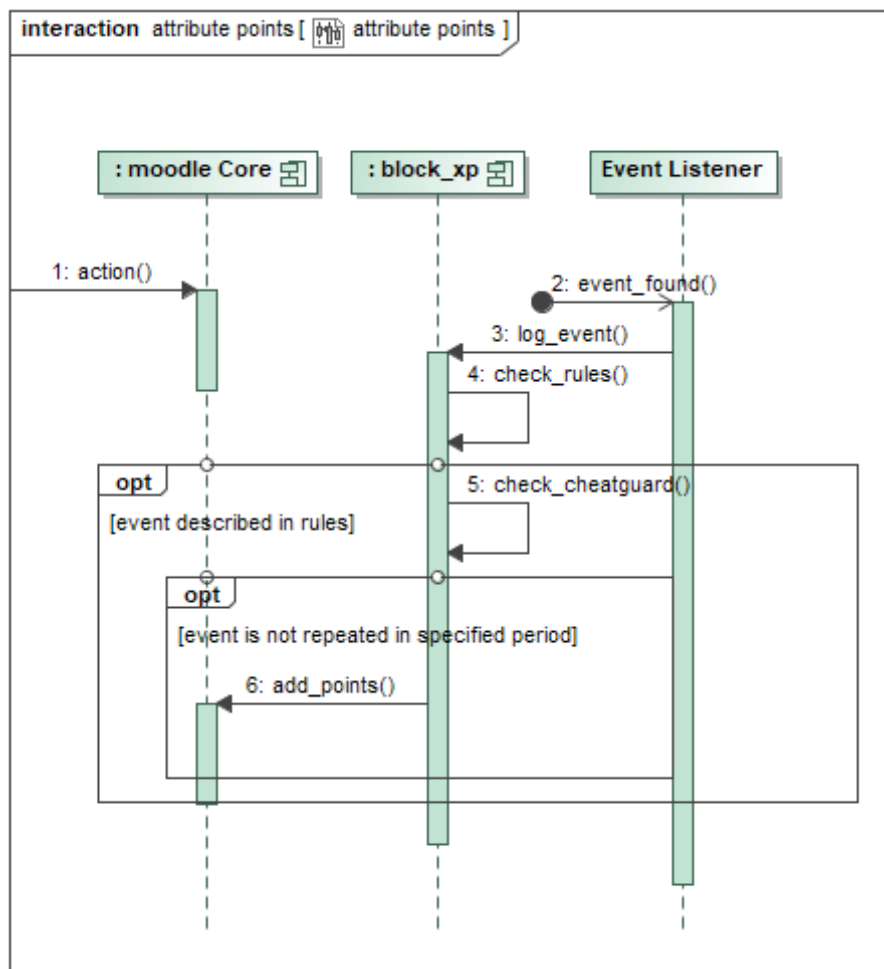 interaction attribute points [ attribute points ]
: moodle Core
: block_xp
Event Listener
1: action()
2: event_found()
3: log_event()
4: check_rules()
opt
5: check_cheatguard()
[event described in rules]
opt
[event is not repeated in specified period]
6: add_points()